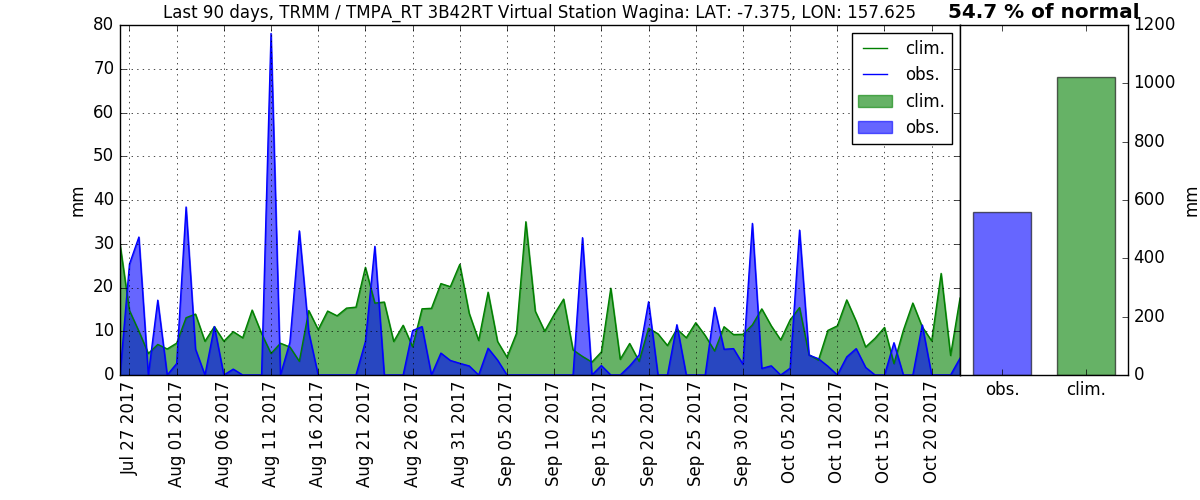 Last 90 days, TRMM / TMPA_RT 3B42RT Virtual Station Wagina: LAT: -7.375, LON: 157.625
54.7 % of normal
80
70
60
50
40
30
20
10
0
mm
clim.
obs.
clim.
obs.
1200
1000
800
600
400
200
0
mm
obs.
clim.
Jul 27 2017
Aug 01 2017
Aug 06 2017
Aug 11 2017
Aug 16 2017
Aug 21 2017
Aug 26 2017
Aug 31 2017
Sep 05 2017
Sep 10 2017
Sep 15 2017
Sep 20 2017
Sep 25 2017
Sep 30 2017
Oct 05 2017
Oct 10 2017
Oct 15 2017
Oct 20 2017